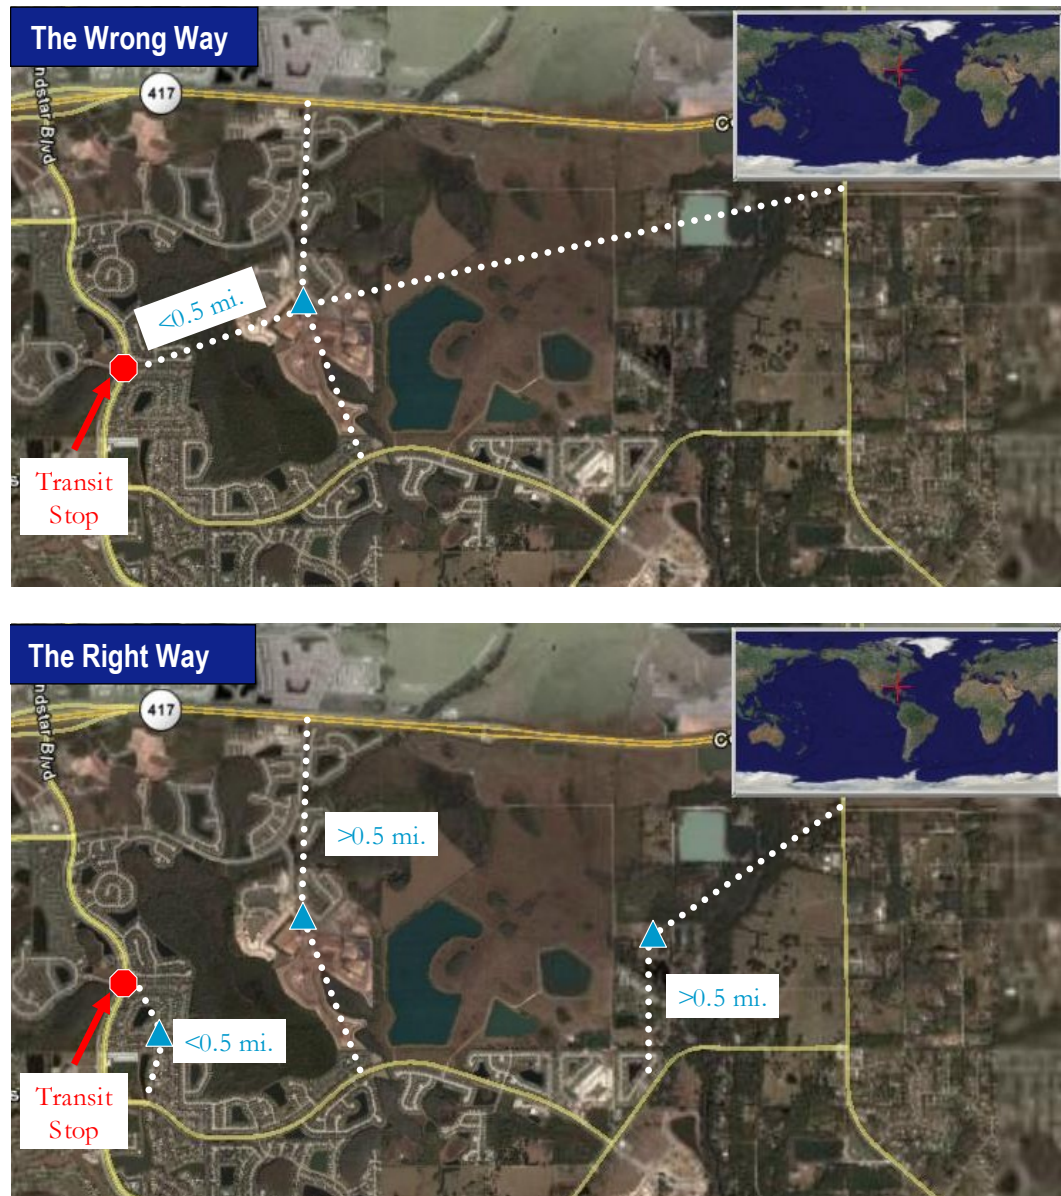 The Wrong Way
417
ndstar Blvd
<0.5 mi.
Transit
Stop
The Right Way
417
ndstar Blvd
>0.5 mi.
>0.5 mi.
<0.5 mi.
Transit
Stop